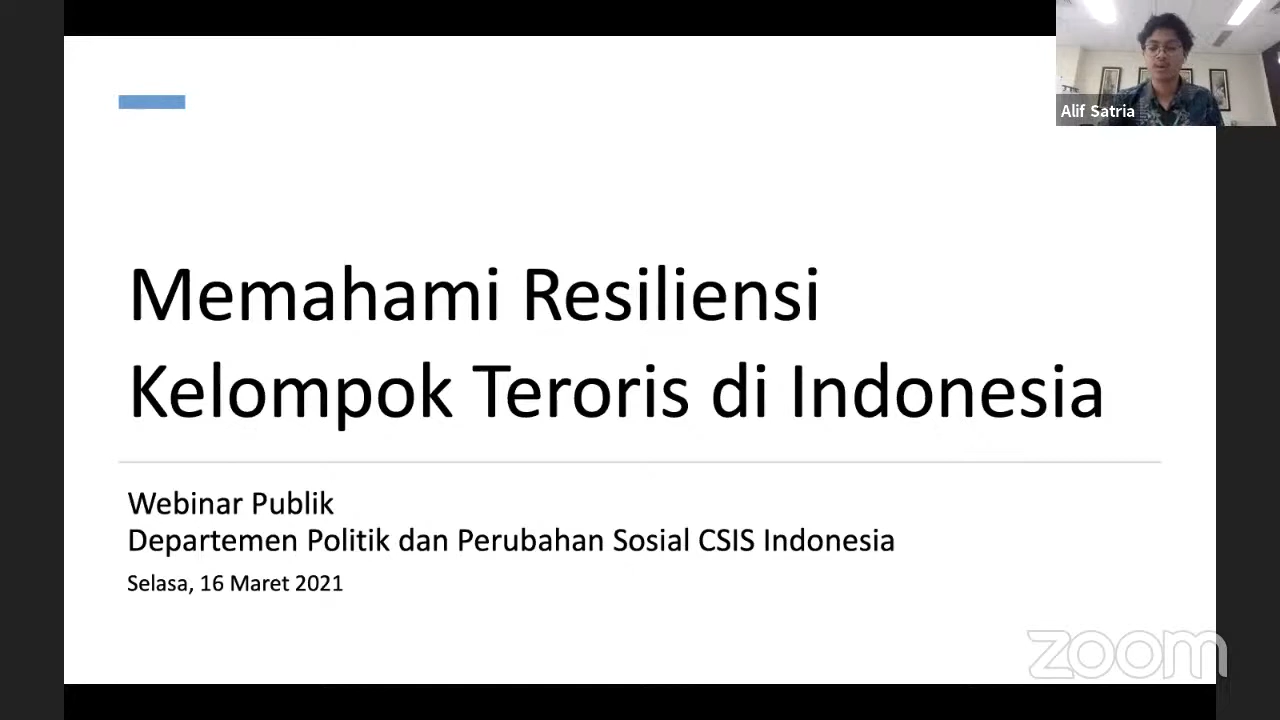 Alif Satria
Memahami Resiliensi
Kelompok Teroris di Indonesia
Webinar Publik
Departemen Politik dan Perubahan Sosial CSIS Indonesia
Selasa, 16 Maret 2021
zoom